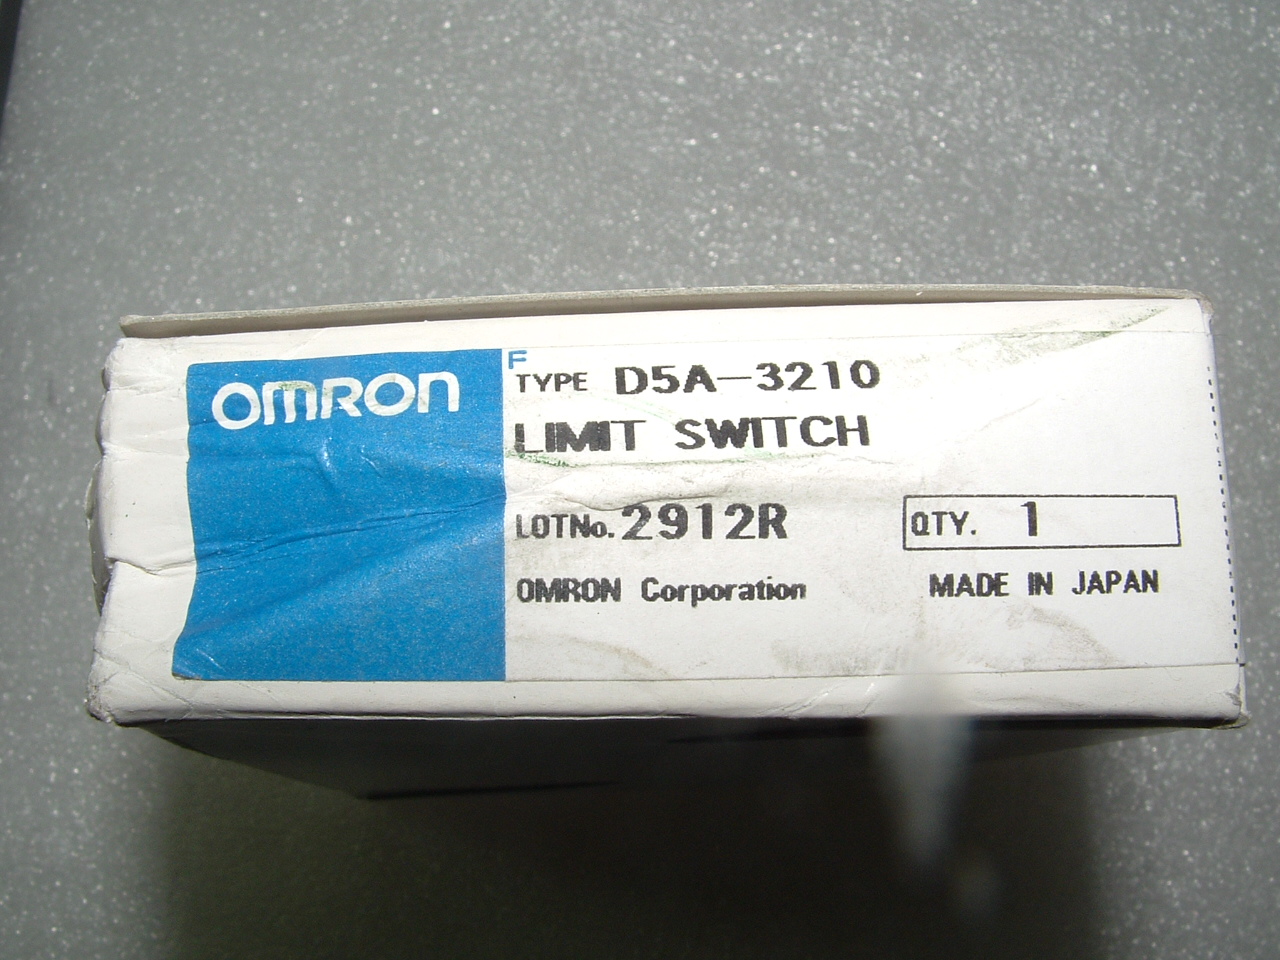 OMRON
F
TYPE D5A-3210
LIMIT SWITCH
LOTNo. 2912R
QTY. 1
OMRON Corporation
MADE IN JAPAN